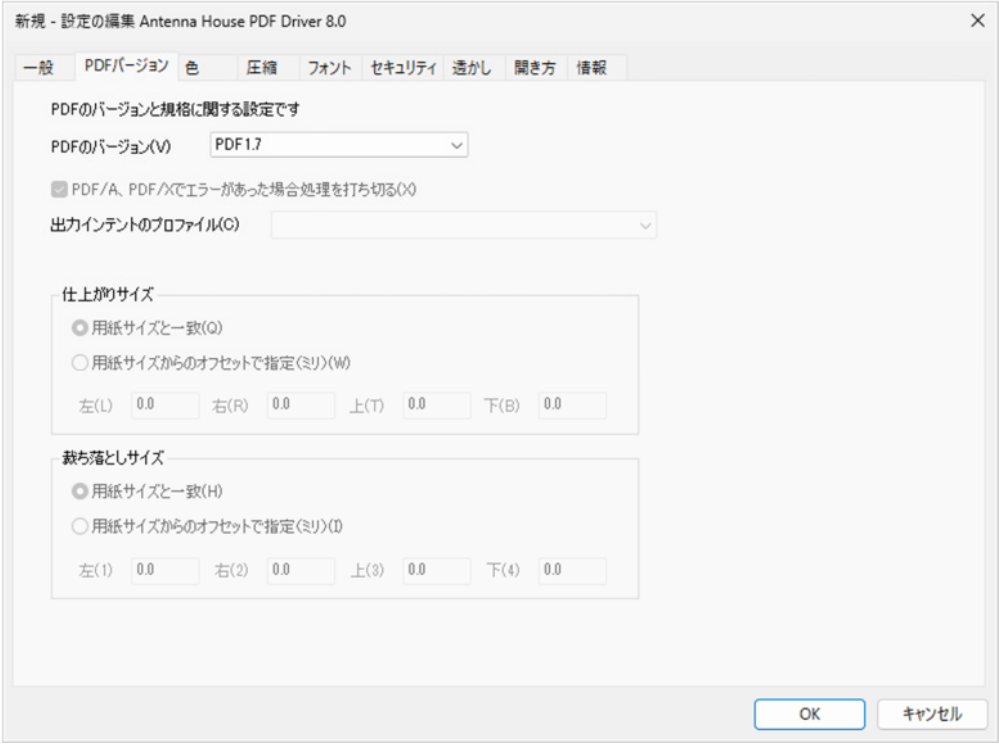 新規 - 設定の編集 Antenna House PDF Driver 8.0
一般 PDFバージョン 色 圧縮 フォント セキュリティ 透かし 開き方 情報
PDFのバージョンと規格に関する設定です
PDFのバージョン(V) PDF1.7
PDF/A、PDF/Xでエラーがあった場合処理を打ち切る(X)
出力インテントのプロファイル(C)
仕上がりサイズ
用紙サイズと一致(Q)
用紙サイズからのオフセットで指定(ミリ)(W)
左(L) 0.0 右(R) 0.0 上(T) 0.0 下(B) 0.0
裁ち落としサイズ
用紙サイズと一致(H)
用紙サイズからのオフセットで指定(ミリ)(I)
左(1) 0.0 右(2) 0.0 上(3) 0.0 下(4) 0.0
OK キャンセル